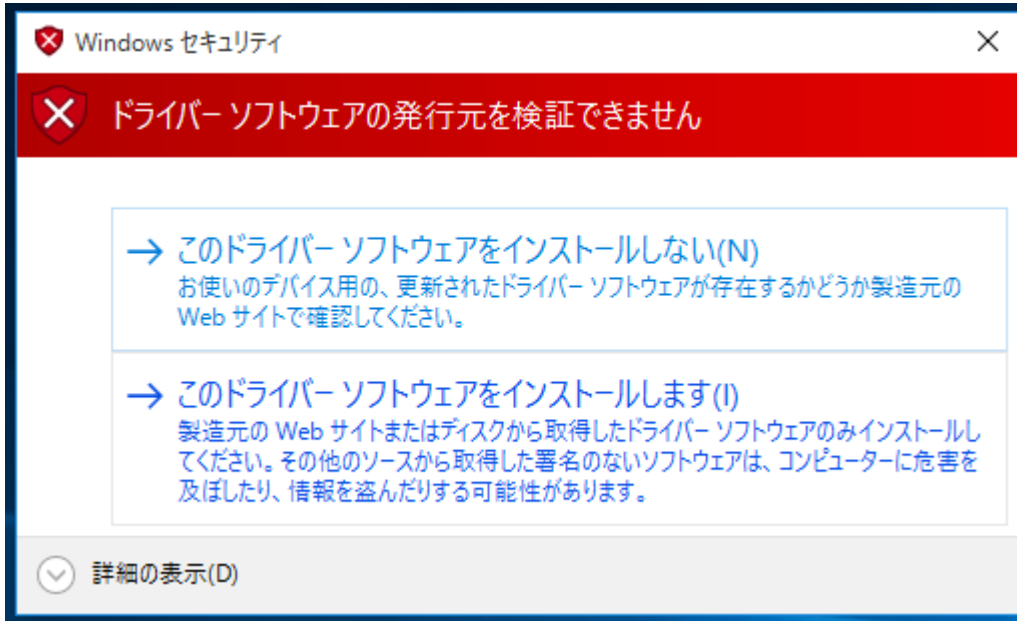 Windows セキュリティ
ドライバー ソフトウェアの発行元を検証できません
→ このドライバー ソフトウェアをインストールしない(N)
お使いのデバイス用の、更新されたドライバー ソフトウェアが存在するかどうか製造元の
Web サイトで確認してください。
→ このドライバー ソフトウェアをインストールします(I)
製造元の Web サイトまたはディスクから取得したドライバー ソフトウェアのみインストールし
てください。その他のソースから取得した署名のないソフトウェアは、コンピューターに危害を
及ぼしたり、情報を盗んだりする可能性があります。
詳細の表示(D)